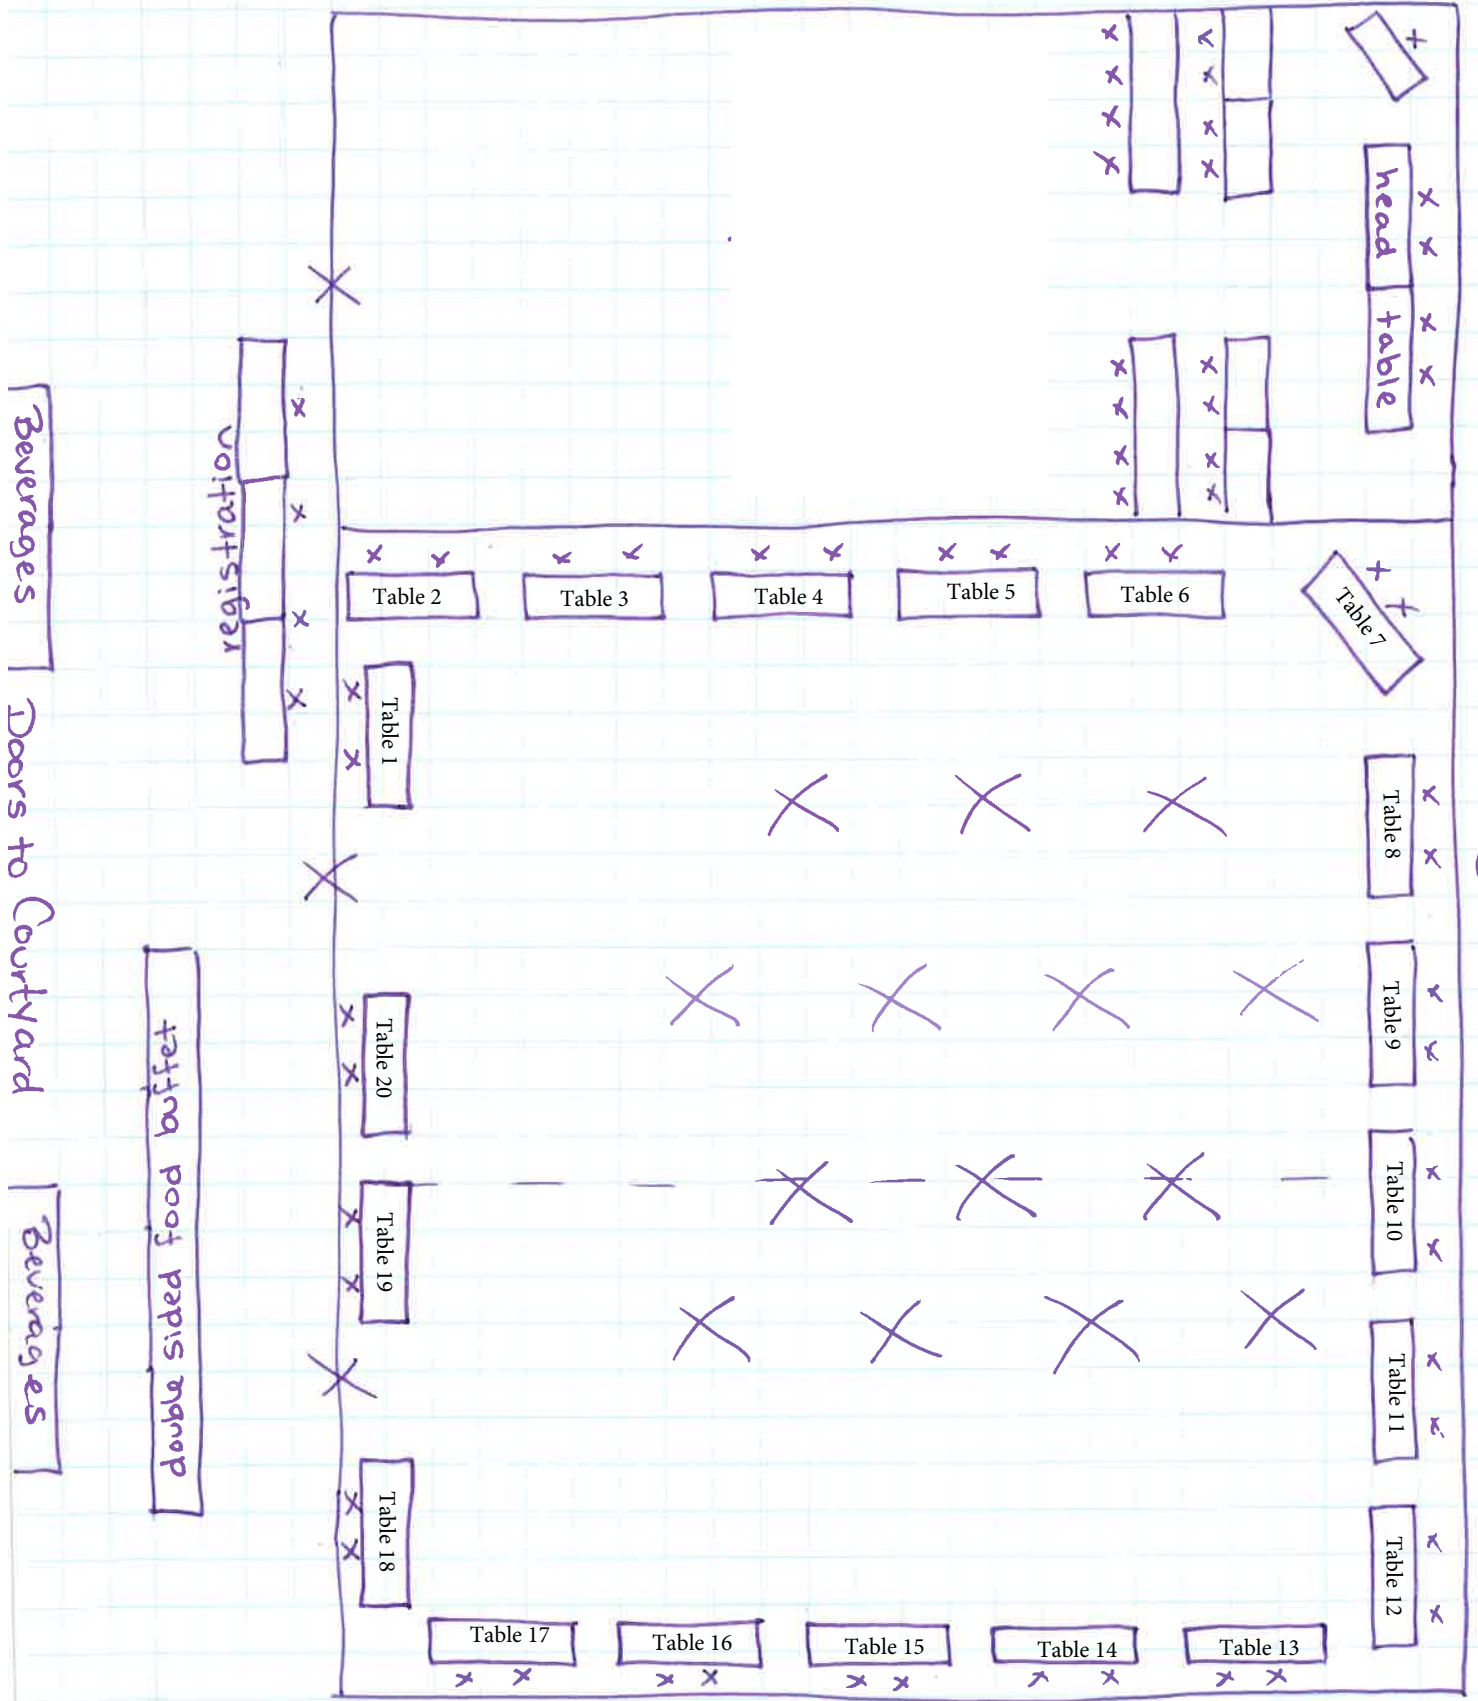 head table
Beverages
registration
Doors to Courtyard
double sided food buffet
Beverages
Table 1
Table 2
Table 3
Table 4
Table 5
Table 6
Table 7
Table 8
Table 9
Table 10
Table 11
Table 12
Table 13
Table 14
Table 15
Table 16
Table 17
Table 18
Table 19
Table 20